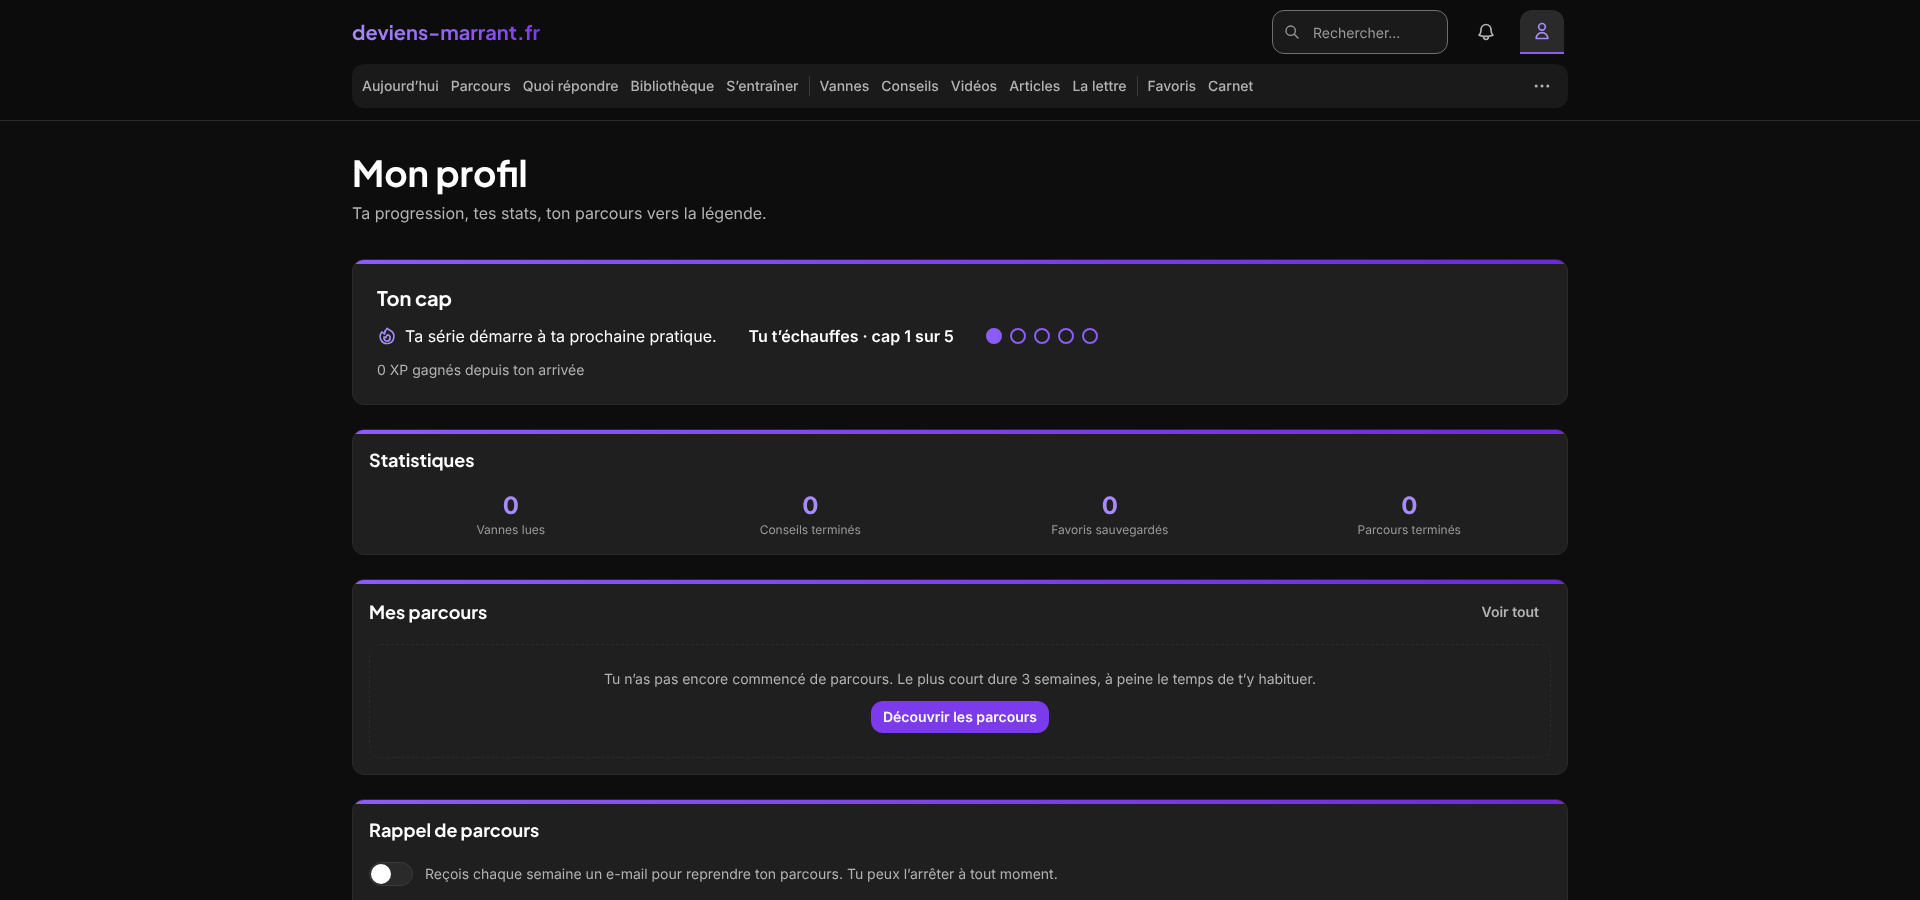 deviens-marrant.fr
Rechercher...
Aujourd’hui Parcours Quoi répondre Bibliothèque S’entraîner Vannes Conseils Vidéos Articles La lettre Favoris Carnet
Mon profil
Ta progression, tes stats, ton parcours vers la légende.
Ton cap
Ta série démarre à ta prochaine pratique. Tu t’échauffes · cap 1 sur 5
0 XP gagnés depuis ton arrivée
Statistiques
0 0 0 0
Vannes lues Conseils terminés Favoris sauvegardés Parcours terminés
Mes parcours Voir tout
Tu n’as pas encore commencé de parcours. Le plus court dure 3 semaines, à peine le temps de t’y habituer.
Découvrir les parcours
Rappel de parcours
Reçois chaque semaine un e-mail pour reprendre ton parcours. Tu peux l’arrêter à tout moment.